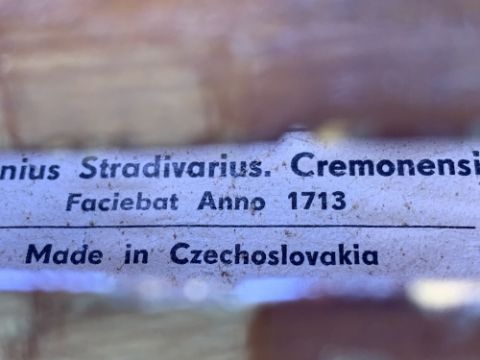 nius Stradivarius. Cremonensi
Faciebat Anno 1713
Made in Czechoslovakia